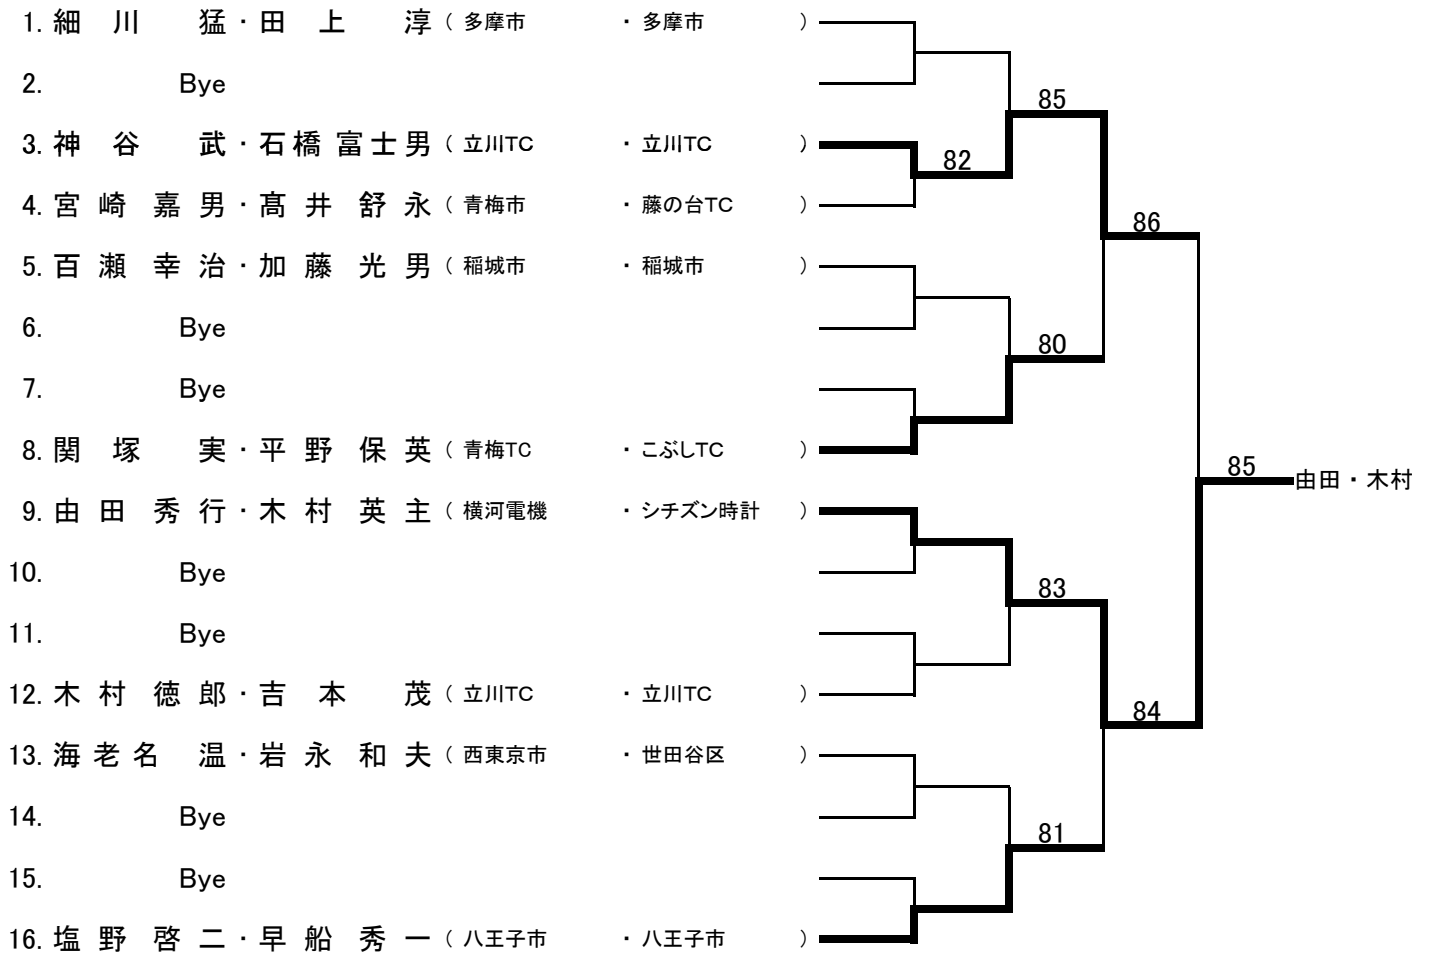 1. 細川 猛・田上 淳 （ 多摩市 ・ 多摩市 ）
2. Bye
85
3. 神谷 武・石橋富士男 （ 立川TC ・ 立川TC ）
82
4. 宮崎嘉男・髙井舒永 （ 青梅市 ・ 藤の台TC ）
86
5. 百瀬幸治・加藤光男 （ 稲城市 ・ 稲城市 ）
6. Bye
80
7. Bye
8. 関塚 実・平野保英 （ 青梅TC ・ こぶしTC ）
85
由田・木村
9. 由田秀行・木村英主 （ 横河電機 ・ シチズン時計 ）
10. Bye
83
11. Bye
12. 木村徳郎・吉本 茂 （ 立川TC ・ 立川TC ）
84
13. 海老名 温・岩永和夫 （ 西東京市 ・ 世田谷区 ）
14. Bye
81
15. Bye
16. 塩野啓二・早船秀一 （ 八王子市 ・ 八王子市 ）